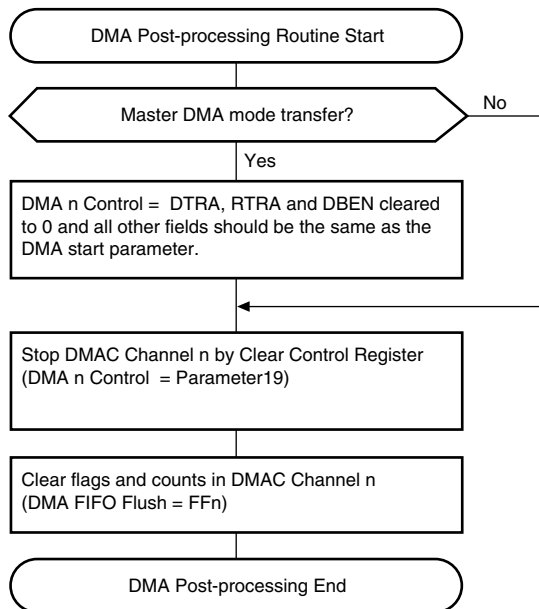 DMA Post-processing Routine Start
Master DMA mode transfer?
No
Yes
DMA n Control = DTRA, RTRA and DBEN cleared
to 0 and all other fields should be the same as the
DMA start parameter.
Stop DMAC Channel n by Clear Control Register
(DMA n Control = Parameter19)
Clear flags and counts in DMAC Channel n
(DMA FIFO Flush = FFn)
DMA Post-processing End